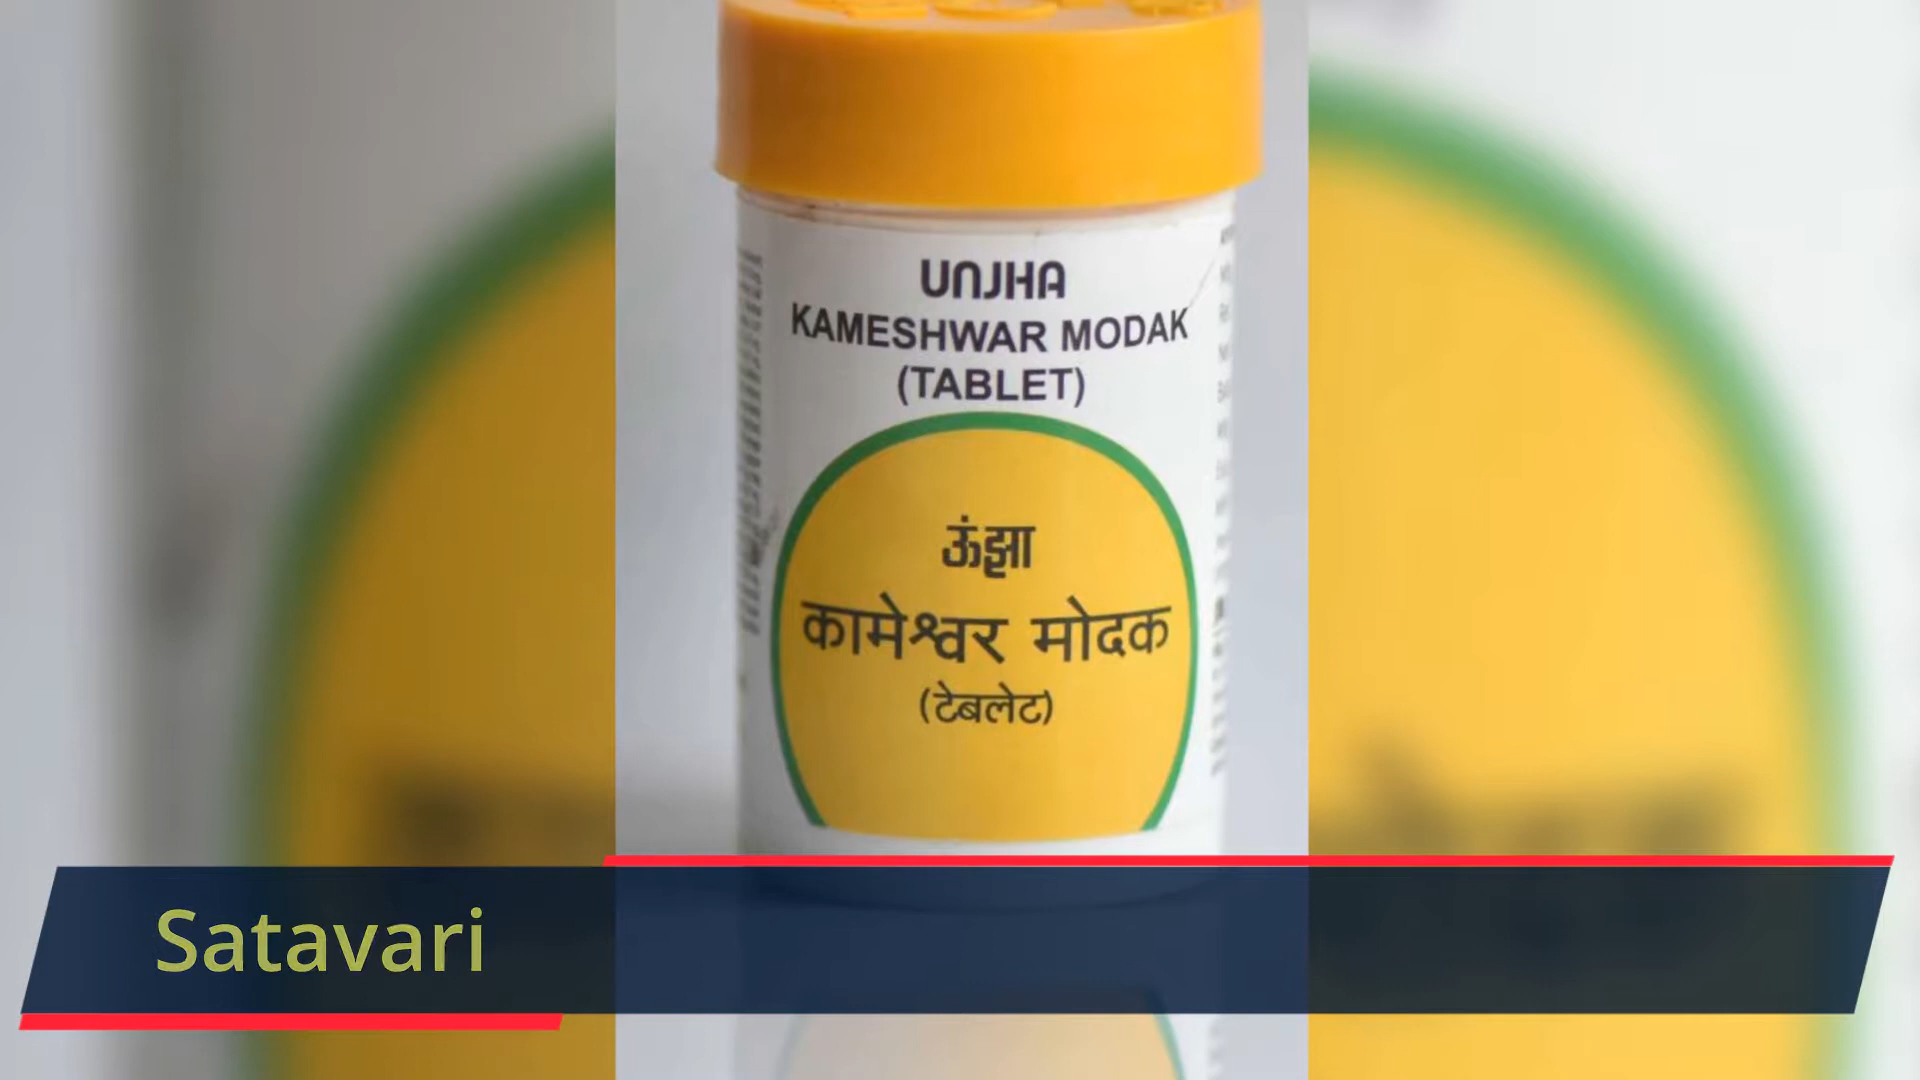 UNJHA
KAMESHWAR MODAK
(TABLET)
ऊंझा
कामेश्वर मोदक
(टेबलेट)
Satavari